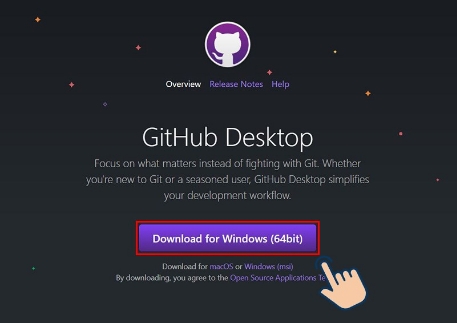 Overview Release Notes Help
GitHub Desktop
Focus on what matters instead of fighting with Git. Whether
you're new to Git or a seasoned user, GitHub Desktop simplifies
your development workflow.
Download for Windows (64bit)
Download for macOS or Windows (msi)
By downloading, you agree to the Open Source Applications